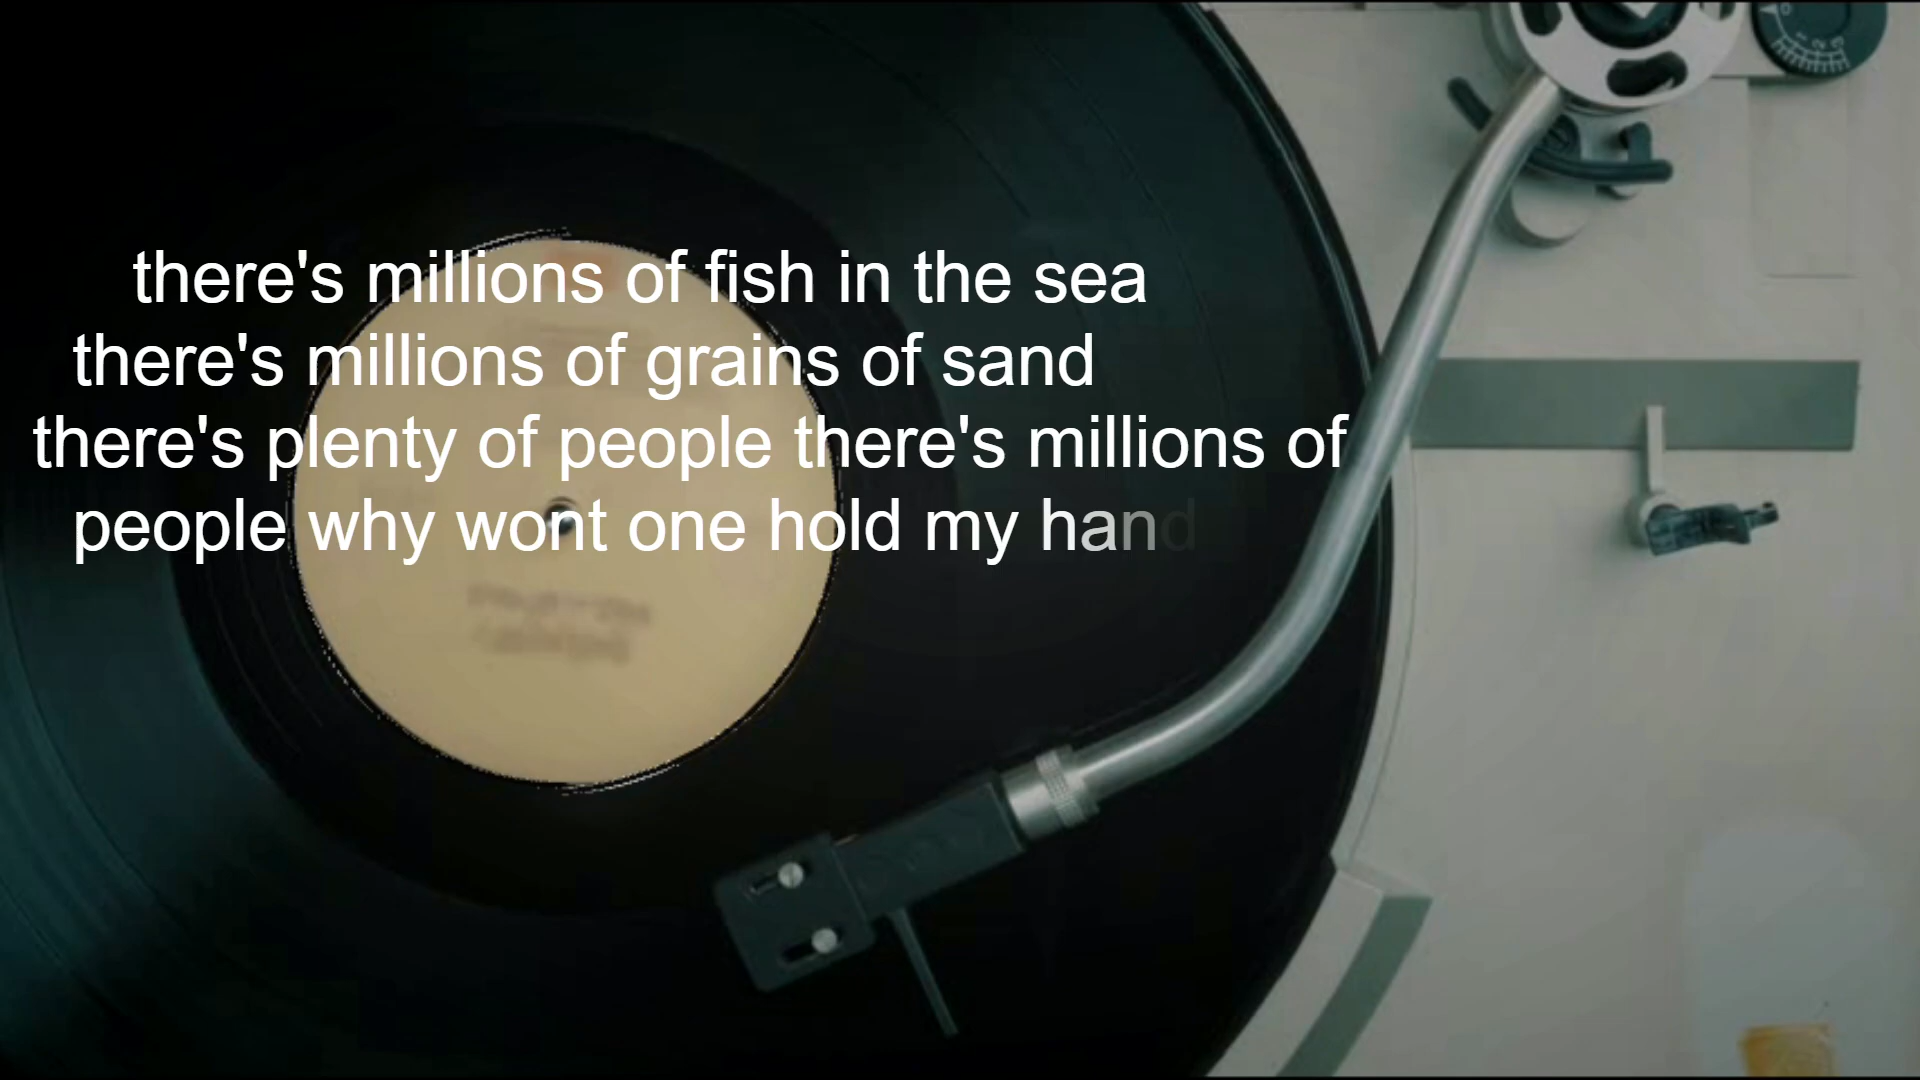 there's millions of fish in the sea
there's millions of grains of sand
there's plenty of people there's millions of
people why wont one hold my hand